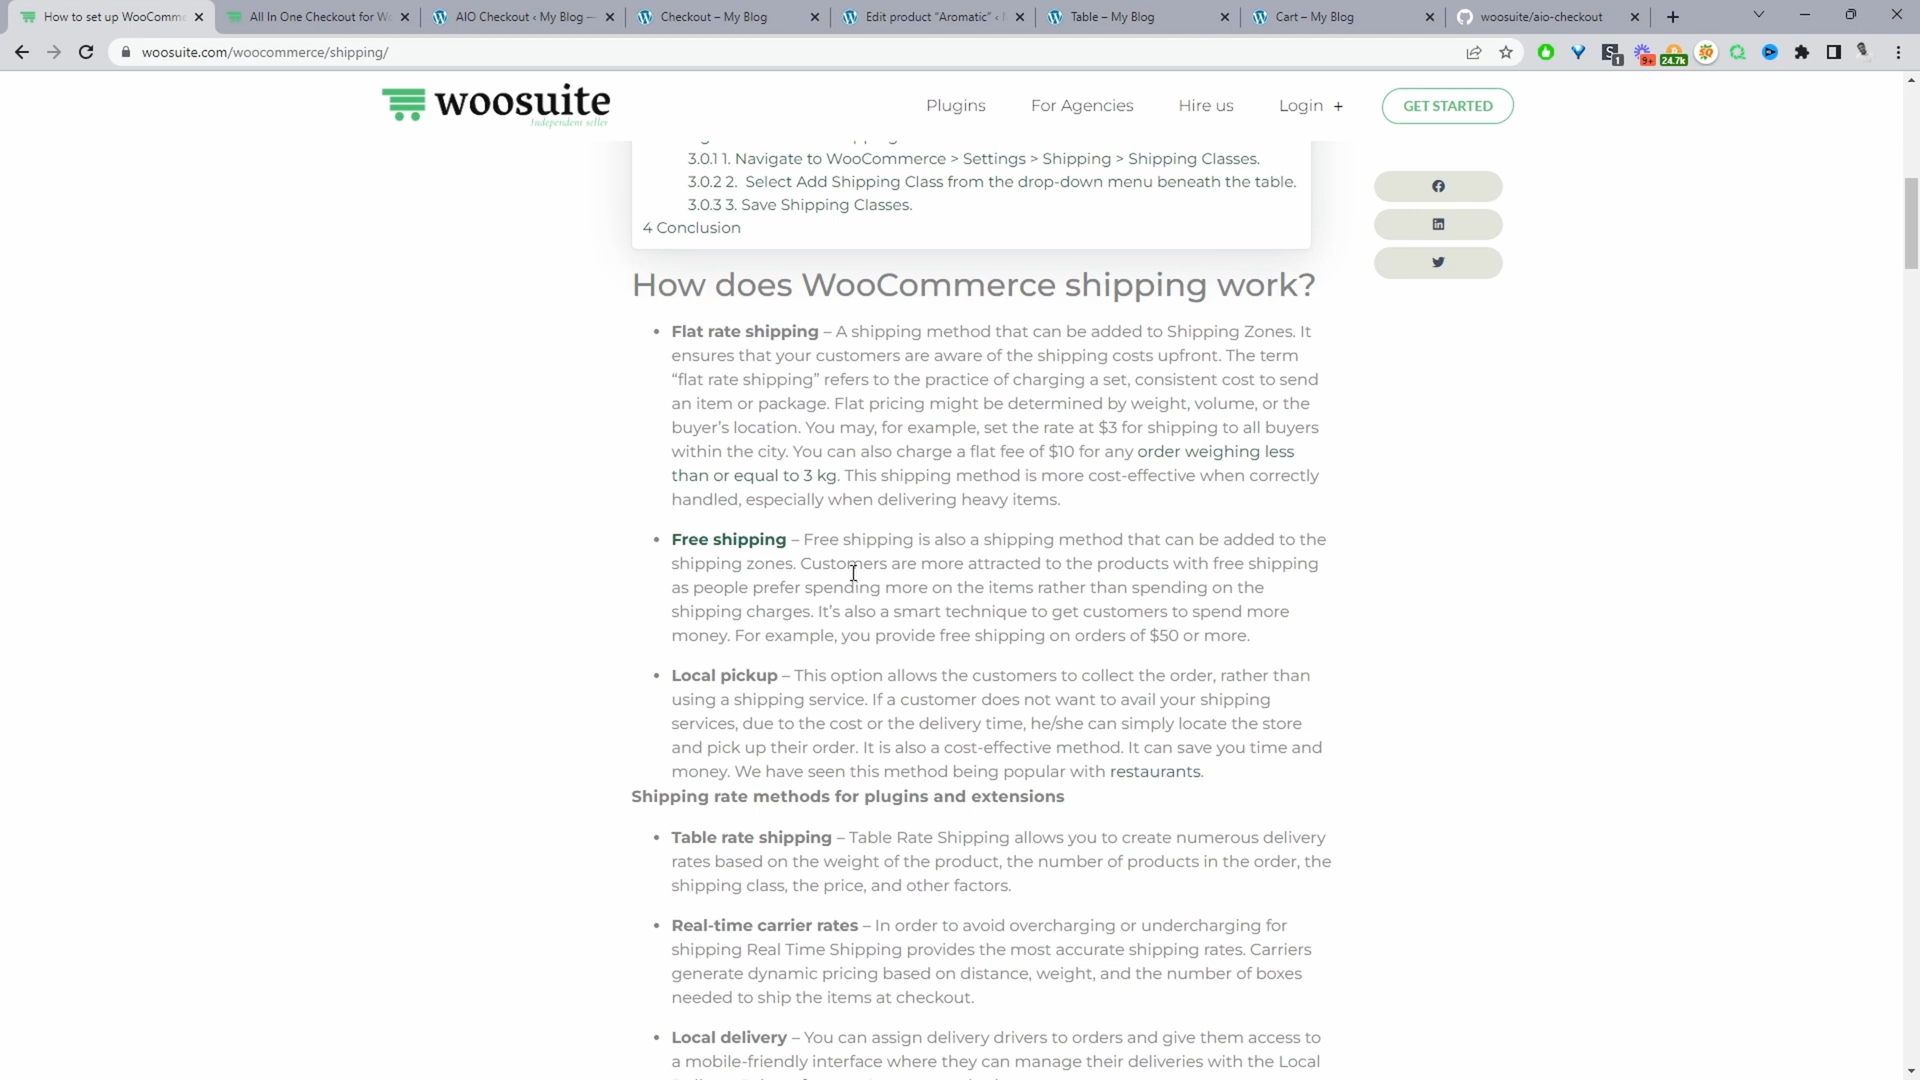 How to set up WooComme
All In One Checkout for W
AIO Checkout ‹ My Blog —
Checkout – My Blog
Edit product “Aromatic” ‹
Table – My Blog
Cart – My Blog
woosuite/aio-checkout
woosuite.com/woocommerce/shipping/
1
9+
24.7k
woosuite
Independent seller
Plugins
For Agencies
Hire us
Login +
GET STARTED
3.0.1 1. Navigate to WooCommerce > Settings > Shipping > Shipping Classes.
3.0.2 2. Select Add Shipping Class from the drop-down menu beneath the table.
3.0.3 3. Save Shipping Classes.
4 Conclusion
How does WooCommerce shipping work?
• Flat rate shipping – A shipping method that can be added to Shipping Zones. It
ensures that your customers are aware of the shipping costs upfront. The term
“flat rate shipping” refers to the practice of charging a set, consistent cost to send
an item or package. Flat pricing might be determined by weight, volume, or the
buyer’s location. You may, for example, set the rate at $3 for shipping to all buyers
within the city. You can also charge a flat fee of $10 for any order weighing less
than or equal to 3 kg. This shipping method is more cost-effective when correctly
handled, especially when delivering heavy items.
• Free shipping – Free shipping is also a shipping method that can be added to the
shipping zones. Customers are more attracted to the products with free shipping
as people prefer spending more on the items rather than spending on the
shipping charges. It’s also a smart technique to get customers to spend more
money. For example, you provide free shipping on orders of $50 or more.
• Local pickup – This option allows the customers to collect the order, rather than
using a shipping service. If a customer does not want to avail your shipping
services, due to the cost or the delivery time, he/she can simply locate the store
and pick up their order. It is also a cost-effective method. It can save you time and
money. We have seen this method being popular with restaurants.
Shipping rate methods for plugins and extensions
• Table rate shipping – Table Rate Shipping allows you to create numerous delivery
rates based on the weight of the product, the number of products in the order, the
shipping class, the price, and other factors.
• Real-time carrier rates – In order to avoid overcharging or undercharging for
shipping Real Time Shipping provides the most accurate shipping rates. Carriers
generate dynamic pricing based on distance, weight, and the number of boxes
needed to ship the items at checkout.
• Local delivery – You can assign delivery drivers to orders and give them access to
a mobile-friendly interface where they can manage their deliveries with the Local